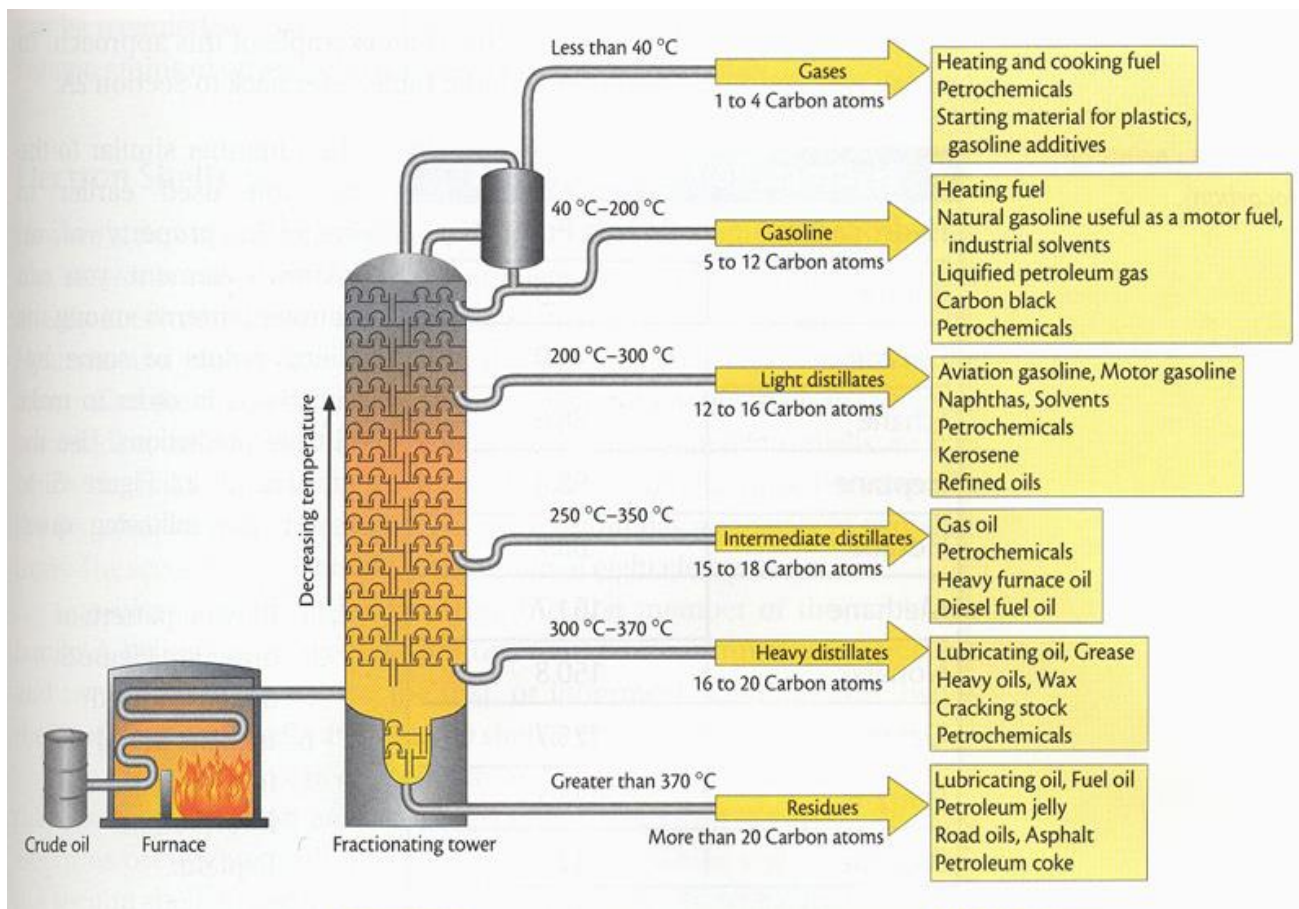 Less than 40 °C
Gases
1 to 4 Carbon atoms
Heating and cooking fuel
Petrochemicals
Starting material for plastics,
gasoline additives
40 °C–200 °C
Gasoline
5 to 12 Carbon atoms
Heating fuel
Natural gasoline useful as a motor fuel,
industrial solvents
Liquified petroleum gas
Carbon black
Petrochemicals
200 °C–300 °C
Light distillates
12 to 16 Carbon atoms
Aviation gasoline, Motor gasoline
Naphthas, Solvents
Petrochemicals
Kerosene
Refined oils
Decreasing temperature
250 °C–350 °C
Intermediate distillates
15 to 18 Carbon atoms
Gas oil
Petrochemicals
Heavy furnace oil
Diesel fuel oil
300 °C–370 °C
Heavy distillates
16 to 20 Carbon atoms
Lubricating oil, Grease
Heavy oils, Wax
Cracking stock
Petrochemicals
Greater than 370 °C
Residues
More than 20 Carbon atoms
Lubricating oil, Fuel oil
Petroleum jelly
Road oils, Asphalt
Petroleum coke
Crude oil
Furnace
Fractionating tower